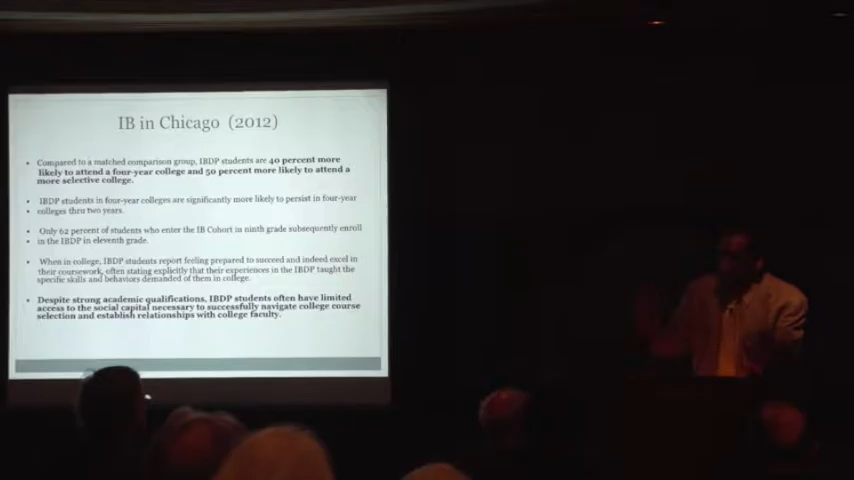 IB in Chicago (2012)
• Compared to a matched comparison group, IBDP students are 40 percent more
likely to attend a four-year college and 50 percent more likely to attend a
more selective college.
• IBDP students in four-year colleges are significantly more likely to persist in four-year
• colleges thru two years.
• Only 62 percent of students who enter the IB Cohort in ninth grade subsequently enroll
• in the IBDP in eleventh grade.
• When in college, IBDP students report feeling prepared to succeed and indeed excel in
their coursework, often stating explicitly that their experiences in the IBDP taught the
specific skills and behaviors demanded of them in college.
• Despite strong academic qualifications, IBDP students often have limited
access to the social capital necessary to successfully navigate college course
selection and establish relationships with college faculty.